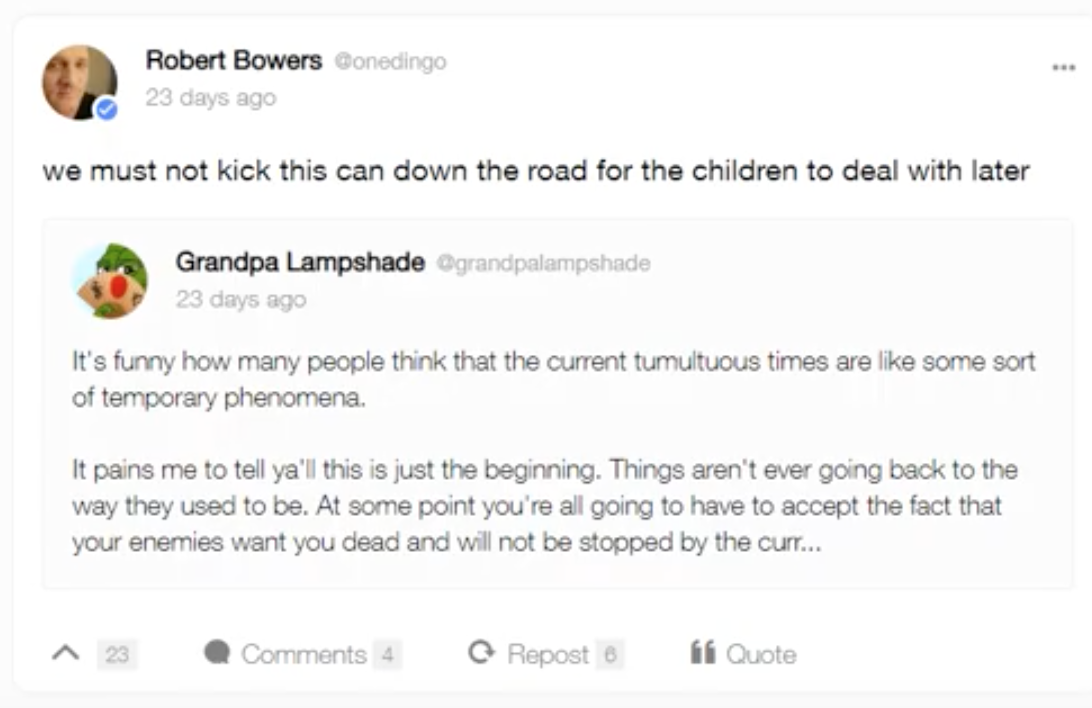 Robert Bowers @onedingo
23 days ago
we must not kick this can down the road for the children to deal with later
Grandpa Lampshade @grandpalampshade
23 days ago
It's funny how many people think that the current tumultuous times are like some sort
of temporary phenomena.
It pains me to tell ya'll this is just the beginning. Things aren't ever going back to the
way they used to be. At some point you're all going to have to accept the fact that
your enemies want you dead and will not be stopped by the curr...
23 Comments 4 Repost 6 Quote